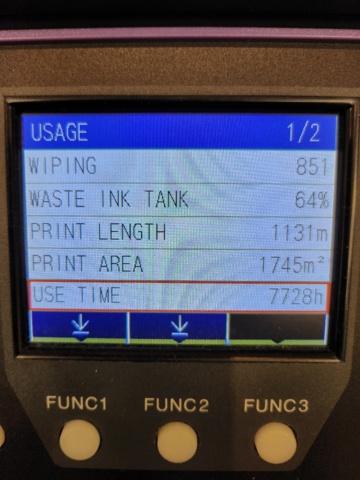 USAGE 1/2
WIPING 851
WASTE INK TANK 64%
PRINT LENGTH 1131m
PRINT AREA 1745m²
USE TIME 7728h
FUNC1 FUNC2 FUNC3